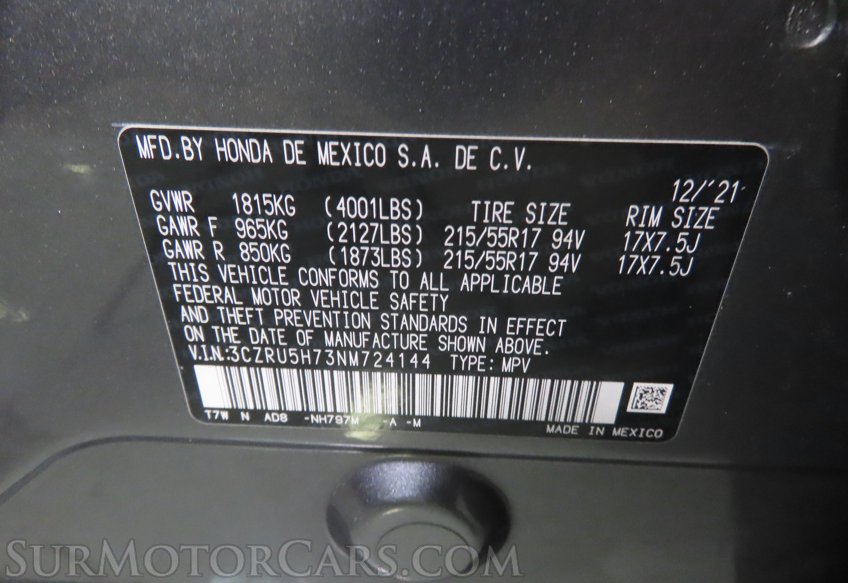 MFD.BY HONDA DE MEXICO S.A. DE C.V.
12/'21
GVWR 1815KG (4001LBS) TIRE SIZE RIM SIZE
GAWR F 965KG (2127LBS) 215/55R17 94V 17X7.5J
GAWR R 850KG (1873LBS) 215/55R17 94V 17X7.5J
THIS VEHICLE CONFORMS TO ALL APPLICABLE
FEDERAL MOTOR VEHICLE SAFETY
AND THEFT PREVENTION STANDARDS IN EFFECT
ON THE DATE OF MANUFACTURE SHOWN ABOVE.
V.I.N:3CZRU5H73NM724144 TYPE: MPV
T7W N AD8 -NH797M -A -M
MADE IN MEXICO
SURMOTORCARS.COM